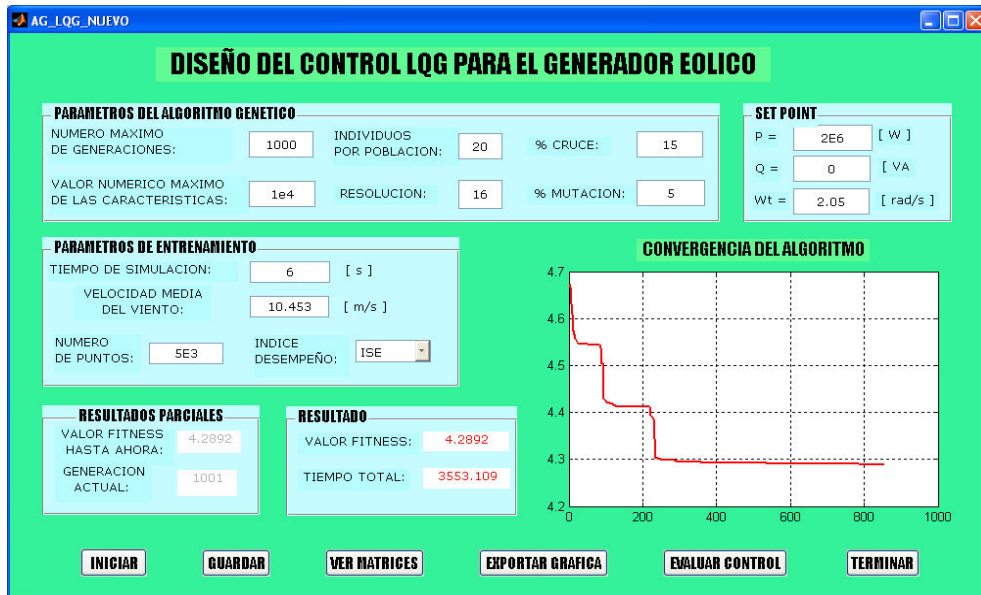 AG_LQG_NUEVO
DISEÑO DEL CONTROL LQG PARA EL GENERADOR EOLICO
PARAMETROS DEL ALGORITMO GENETICO
NUMERO MAXIMO
DE GENERACIONES:
1000
INDIVIDUOS
POR POBLACION:
20
% CRUCE:
15
VALOR NUMERICO MAXIMO
DE LAS CARACTERISTICAS:
1e4
RESOLUCION:
16
% MUTACION:
5
SET POINT
P = 2E6 [ W ]
Q = 0 [ VA
Wt = 2.05 [ rad/s ]
PARAMETROS DE ENTRENAMIENTO
TIEMPO DE SIMULACION: 6 [ s ]
VELOCIDAD MEDIA
DEL VIENTO:
10.453 [ m/s ]
NUMERO
DE PUNTOS:
5E3
INDICE
DESEMPEÑO:
ISE
CONVERGENCIA DEL ALGORITMO
4.7
4.6
4.5
4.4
4.3
4.2
0 200 400 600 800 1000
RESULTADOS PARCIALES
VALOR FITNESS
HASTA AHORA:
4.2892
GENERACION
ACTUAL:
1001
RESULTADO
VALOR FITNESS: 4.2892
TIEMPO TOTAL: 3553.109
INICIAR
GUARDAR
VER MATRICES
EXPORTAR GRAFICA
EVALUAR CONTROL
TERMINAR